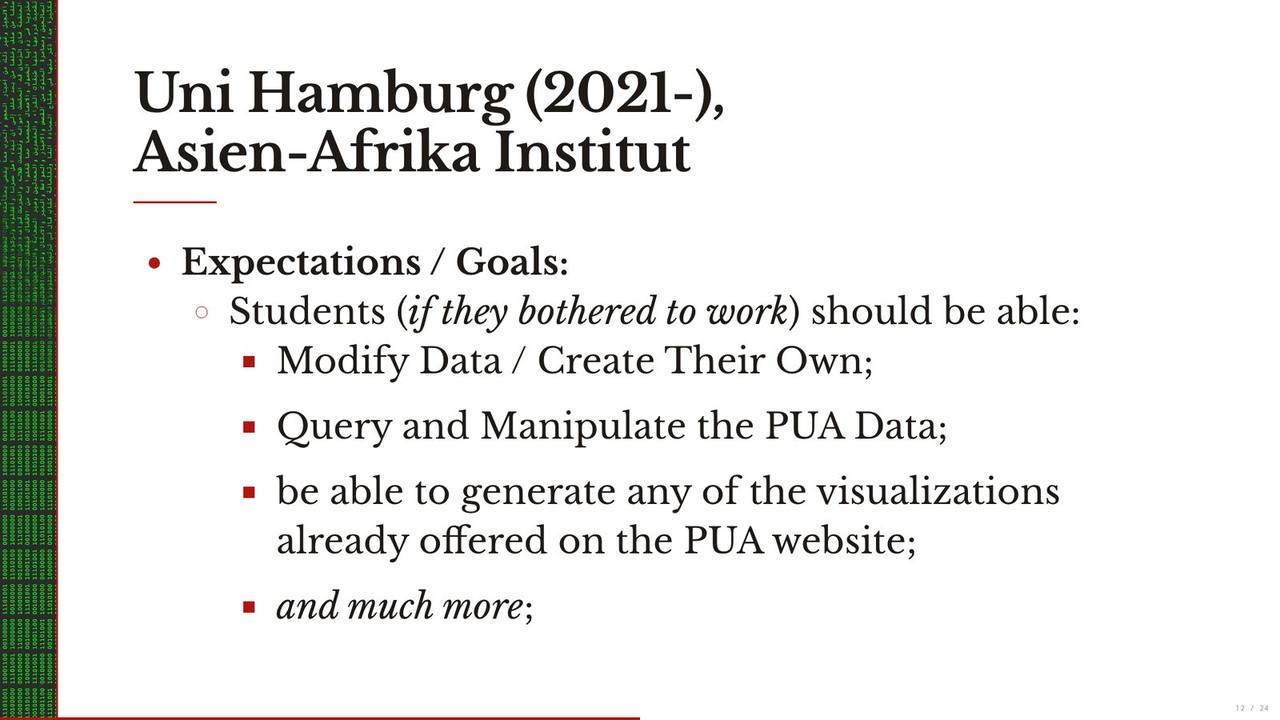 Uni Hamburg (2021-),
Asien-Afrika Institut
Expectations / Goals:
Students (if they bothered to work) should be able:
Modify Data / Create Their Own;
Query and Manipulate the PUA Data;
be able to generate any of the visualizations
already offered on the PUA website;
and much more;
12 / 24